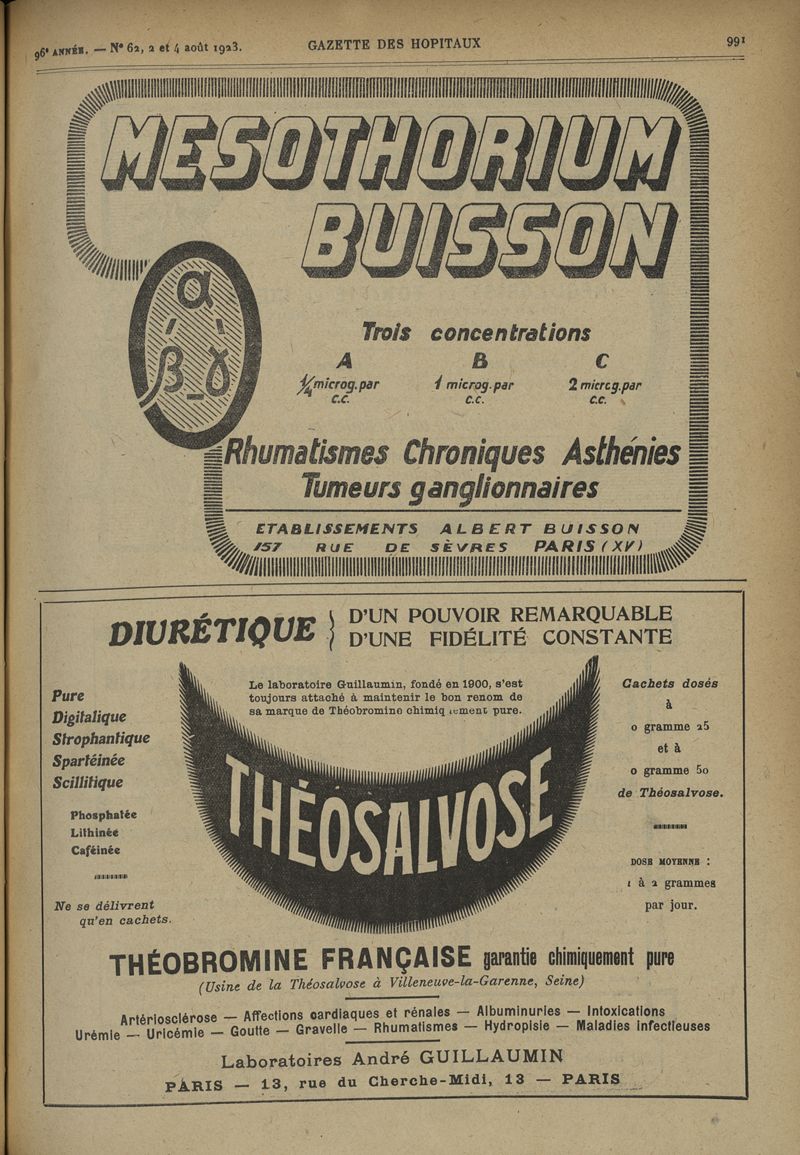 96e ANNÉE. — N° 62, 2 et 4 août 1923. GAZETTE DES HOPITAUX 991
MESOTHORIUM
BUISSON
α
β γ
Trois concentrations
A B C
1/4 microg. par 1 microg. par 2 microg. par
c.c. c.c. c.c.
Rhumatismes Chroniques Asthénies
Tumeurs ganglionnaires
ETABLISSEMENTS ALBERT BUISSON
157 RUE DE SÈVRES PARIS (XV)
DIURÉTIQUE } D'UN POUVOIR REMARQUABLE
D'UNE FIDÉLITÉ CONSTANTE
Le laboratoire Guillaumin, fondé en 1900, s'est
toujours attaché à maintenir le bon renom de
sa marque de Théobromine chimiquement pure.
Pure
Digitalique
Strophantique
Spartéinée
Scillitique
Phosphatée
Lithinée
Caféinée
Ne se délivrent
qu'en cachets.
THÉOSALVOSE
Cachets dosés
à
0 gramme 25
et à
0 gramme 50
de Théosalvose.
DOSE MOYENNE :
1 à 2 grammes
par jour.
THÉOBROMINE FRANÇAISE garantie chimiquement pure
(Usine de la Théosalvose à Villeneuve-la-Garenne, Seine)
Artériosclérose — Affections cardiaques et rénales — Albuminuries — Intoxications
Urémie — Uricémie — Goutte — Gravelle — Rhumatismes — Hydropisie — Maladies infectieuses
Laboratoires André GUILLAUMIN
PARIS — 13, rue du Cherche-Midi, 13 — PARIS